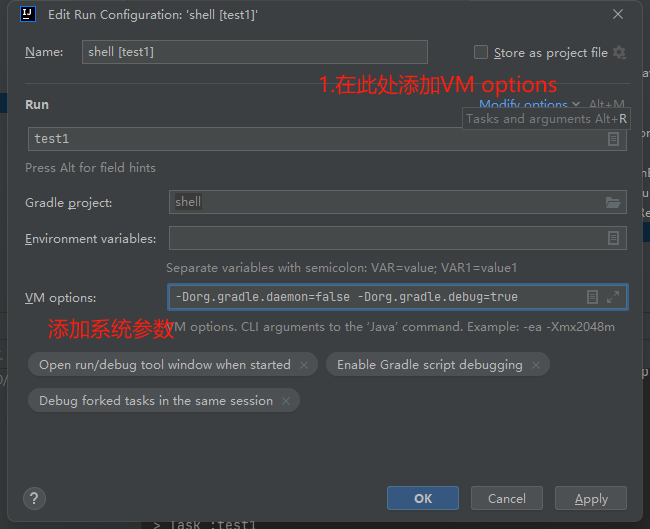 Edit Run Configuration: 'shell [test1]'
Name: shell [test1] Store as project file
1.在此处添加VM options
Run Modify options Alt+M
Tasks and arguments Alt+R
test1
Press Alt for field hints
Gradle project: shell
Environment variables:
Separate variables with semicolon: VAR=value; VAR1=value1
VM options: -Dorg.gradle.daemon=false -Dorg.gradle.debug=true
添加系统参数
VM options. CLI arguments to the 'Java' command. Example: -ea -Xmx2048m
Open run/debug tool window when started × Enable Gradle script debugging ×
Debug forked tasks in the same session ×
? OK Cancel Apply
> Task :test1